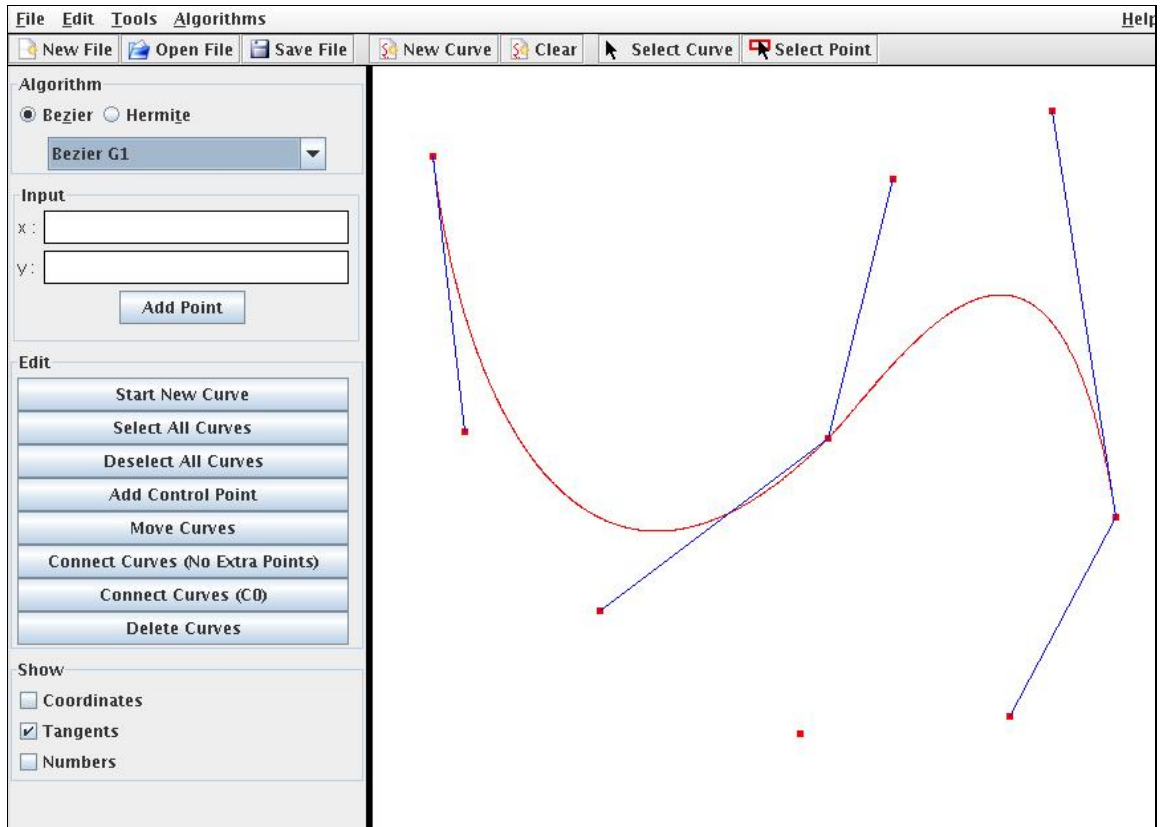 File Edit Tools Algorithms Help
New File Open File Save File New Curve Clear Select Curve Select Point
Algorithm
Bezier Hermite
Bezier G1
Input
x :
y :
Add Point
Edit
Start New Curve
Select All Curves
Deselect All Curves
Add Control Point
Move Curves
Connect Curves (No Extra Points)
Connect Curves (C0)
Delete Curves
Show
Coordinates
Tangents
Numbers